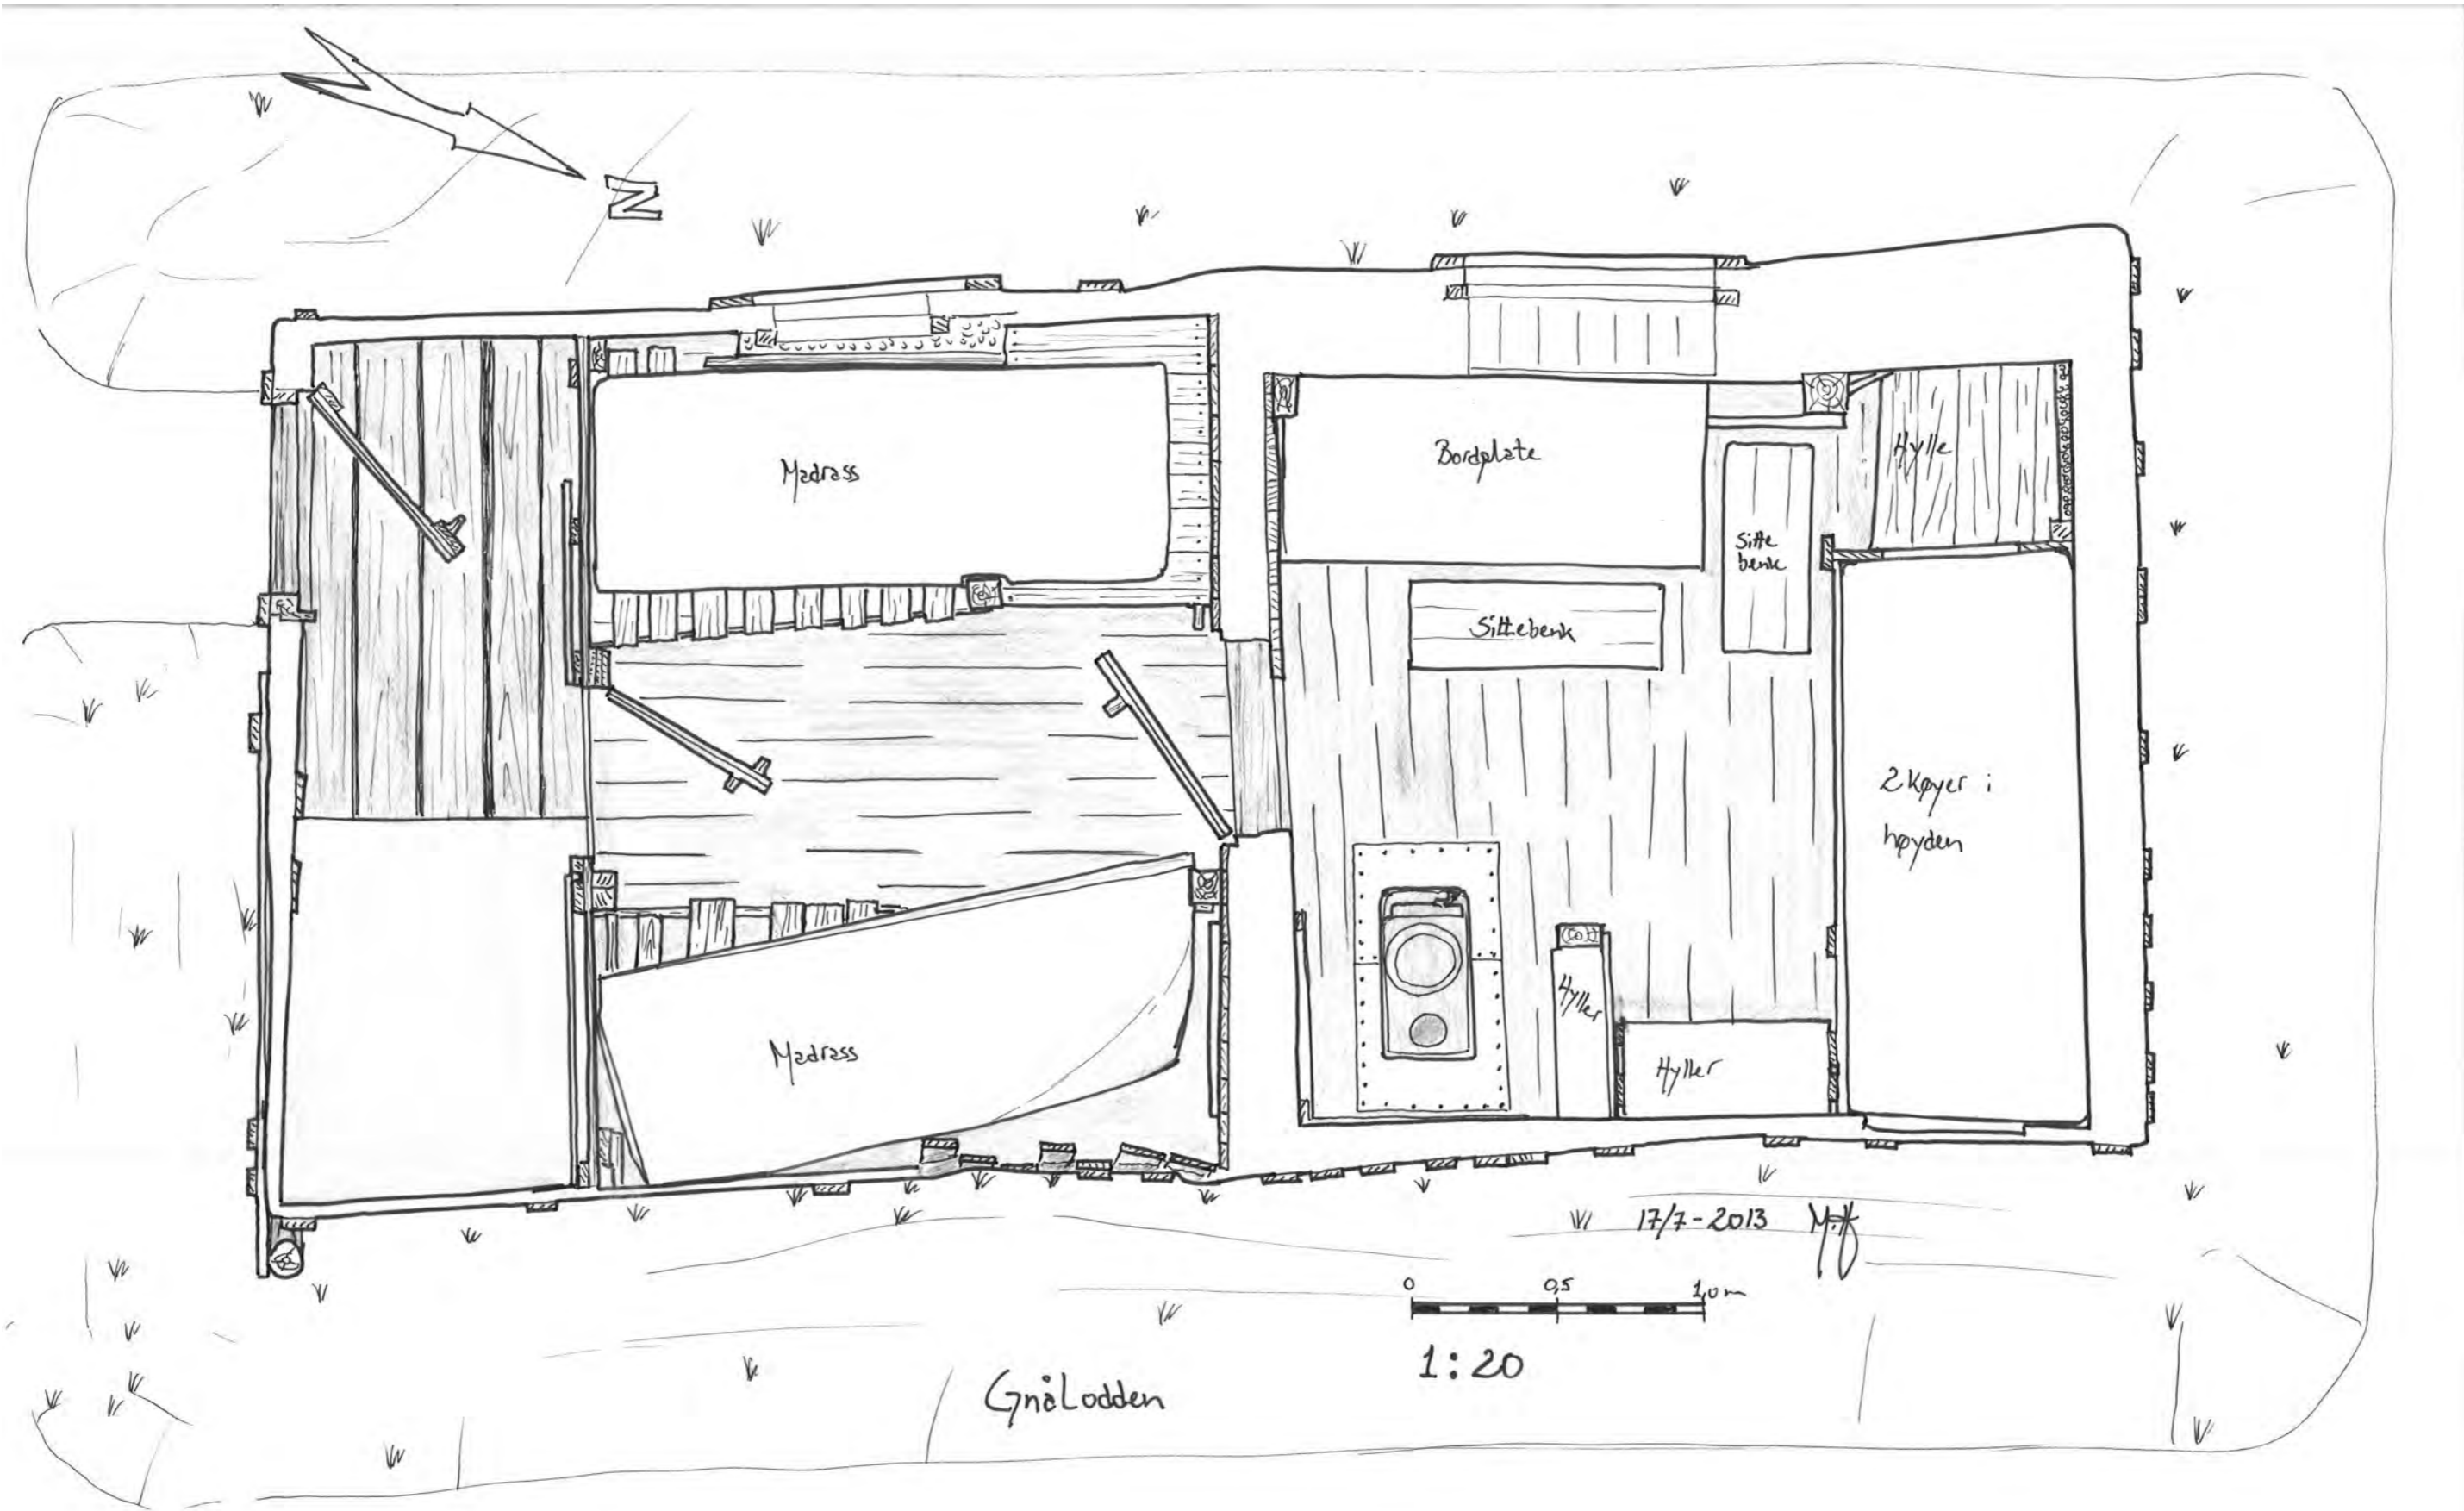 N
Madrass
Bordplate
Hylle
Sitte
benk
Sittebenk
2 Køyer i
høyden
Hyller
Hyller
Madrass
17/7-2013
0 0,5 1,0 m
1:20
Gnålodden